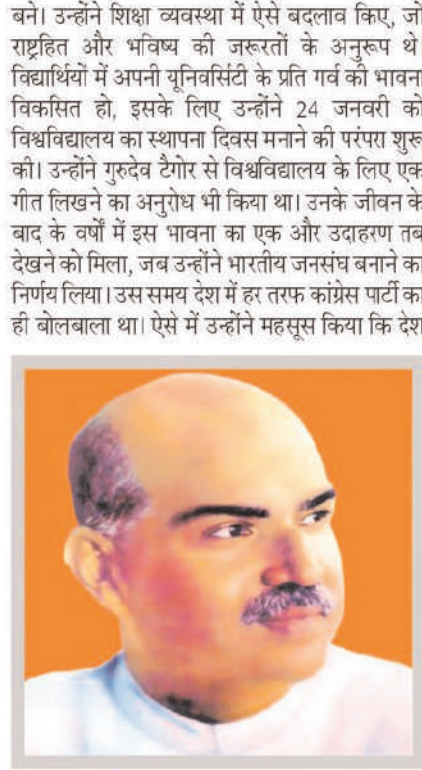 बने। उन्होंने शिक्षा व्यवस्था में ऐसे बदलाव किए, जो
राष्ट्रहित और भविष्य की जरूरतों के अनुरूप थे
विद्यार्थियों में अपनी यूनिवर्सिटी के प्रति गर्व की भावना
विकसित हो, इसके लिए उन्होंने 24 जनवरी को
विश्वविद्यालय का स्थापना दिवस मनाने की परंपरा शुरू
की। उन्होंने गुरुदेव टैगोर से विश्वविद्यालय के लिए एक
गीत लिखने का अनुरोध भी किया था। उनके जीवन के
बाद के वर्षों में इस भावना का एक और उदाहरण तब
देखने को मिला, जब उन्होंने भारतीय जनसंघ बनाने का
निर्णय लिया। उस समय देश में हर तरफ कांग्रेस पार्टी का
ही बोलबाला था। ऐसे में उन्होंने महसूस किया कि देश